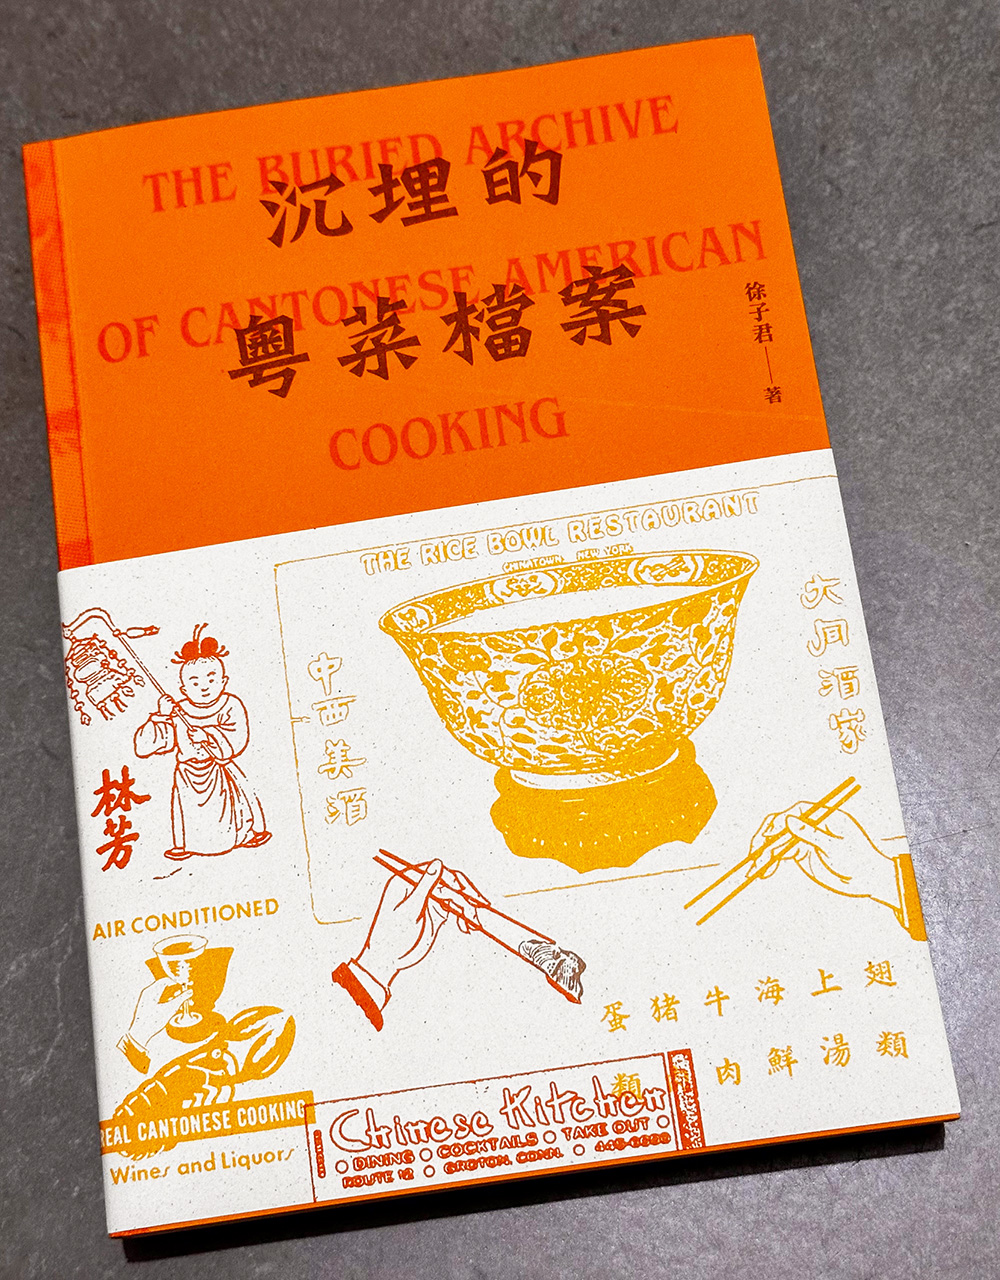 THE BURIED ARCHIVE
沉埋的
OF CANTONESE AMERICAN
粵菜檔案
COOKING
徐子君——著
THE RICE BOWL RESTAURANT
CHINATOWN, NEW YORK
大同酒家
中西美酒
林芳
AIR CONDITIONED
REAL CANTONESE COOKING
Wines and Liquors
翅類
上湯
海鮮
牛肉
猪
蛋類
Chinese Kitchen
• DINING • COCKTAILS • TAKE OUT •
ROUTE 12 • GROTON, CONN. •